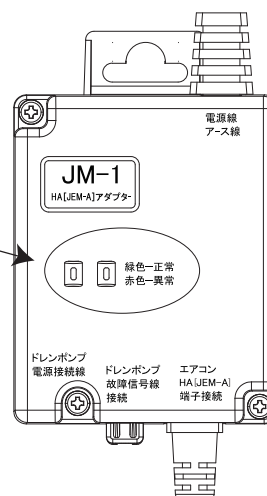 電源線
アース線
JM-1
HA[JEM-A]アダプター
緑色ー正常
赤色ー異常
ドレンポンプ
電源接続線
ドレンポンプ
故障信号線
接続
エアコン
HA[JEM-A]
端子接続